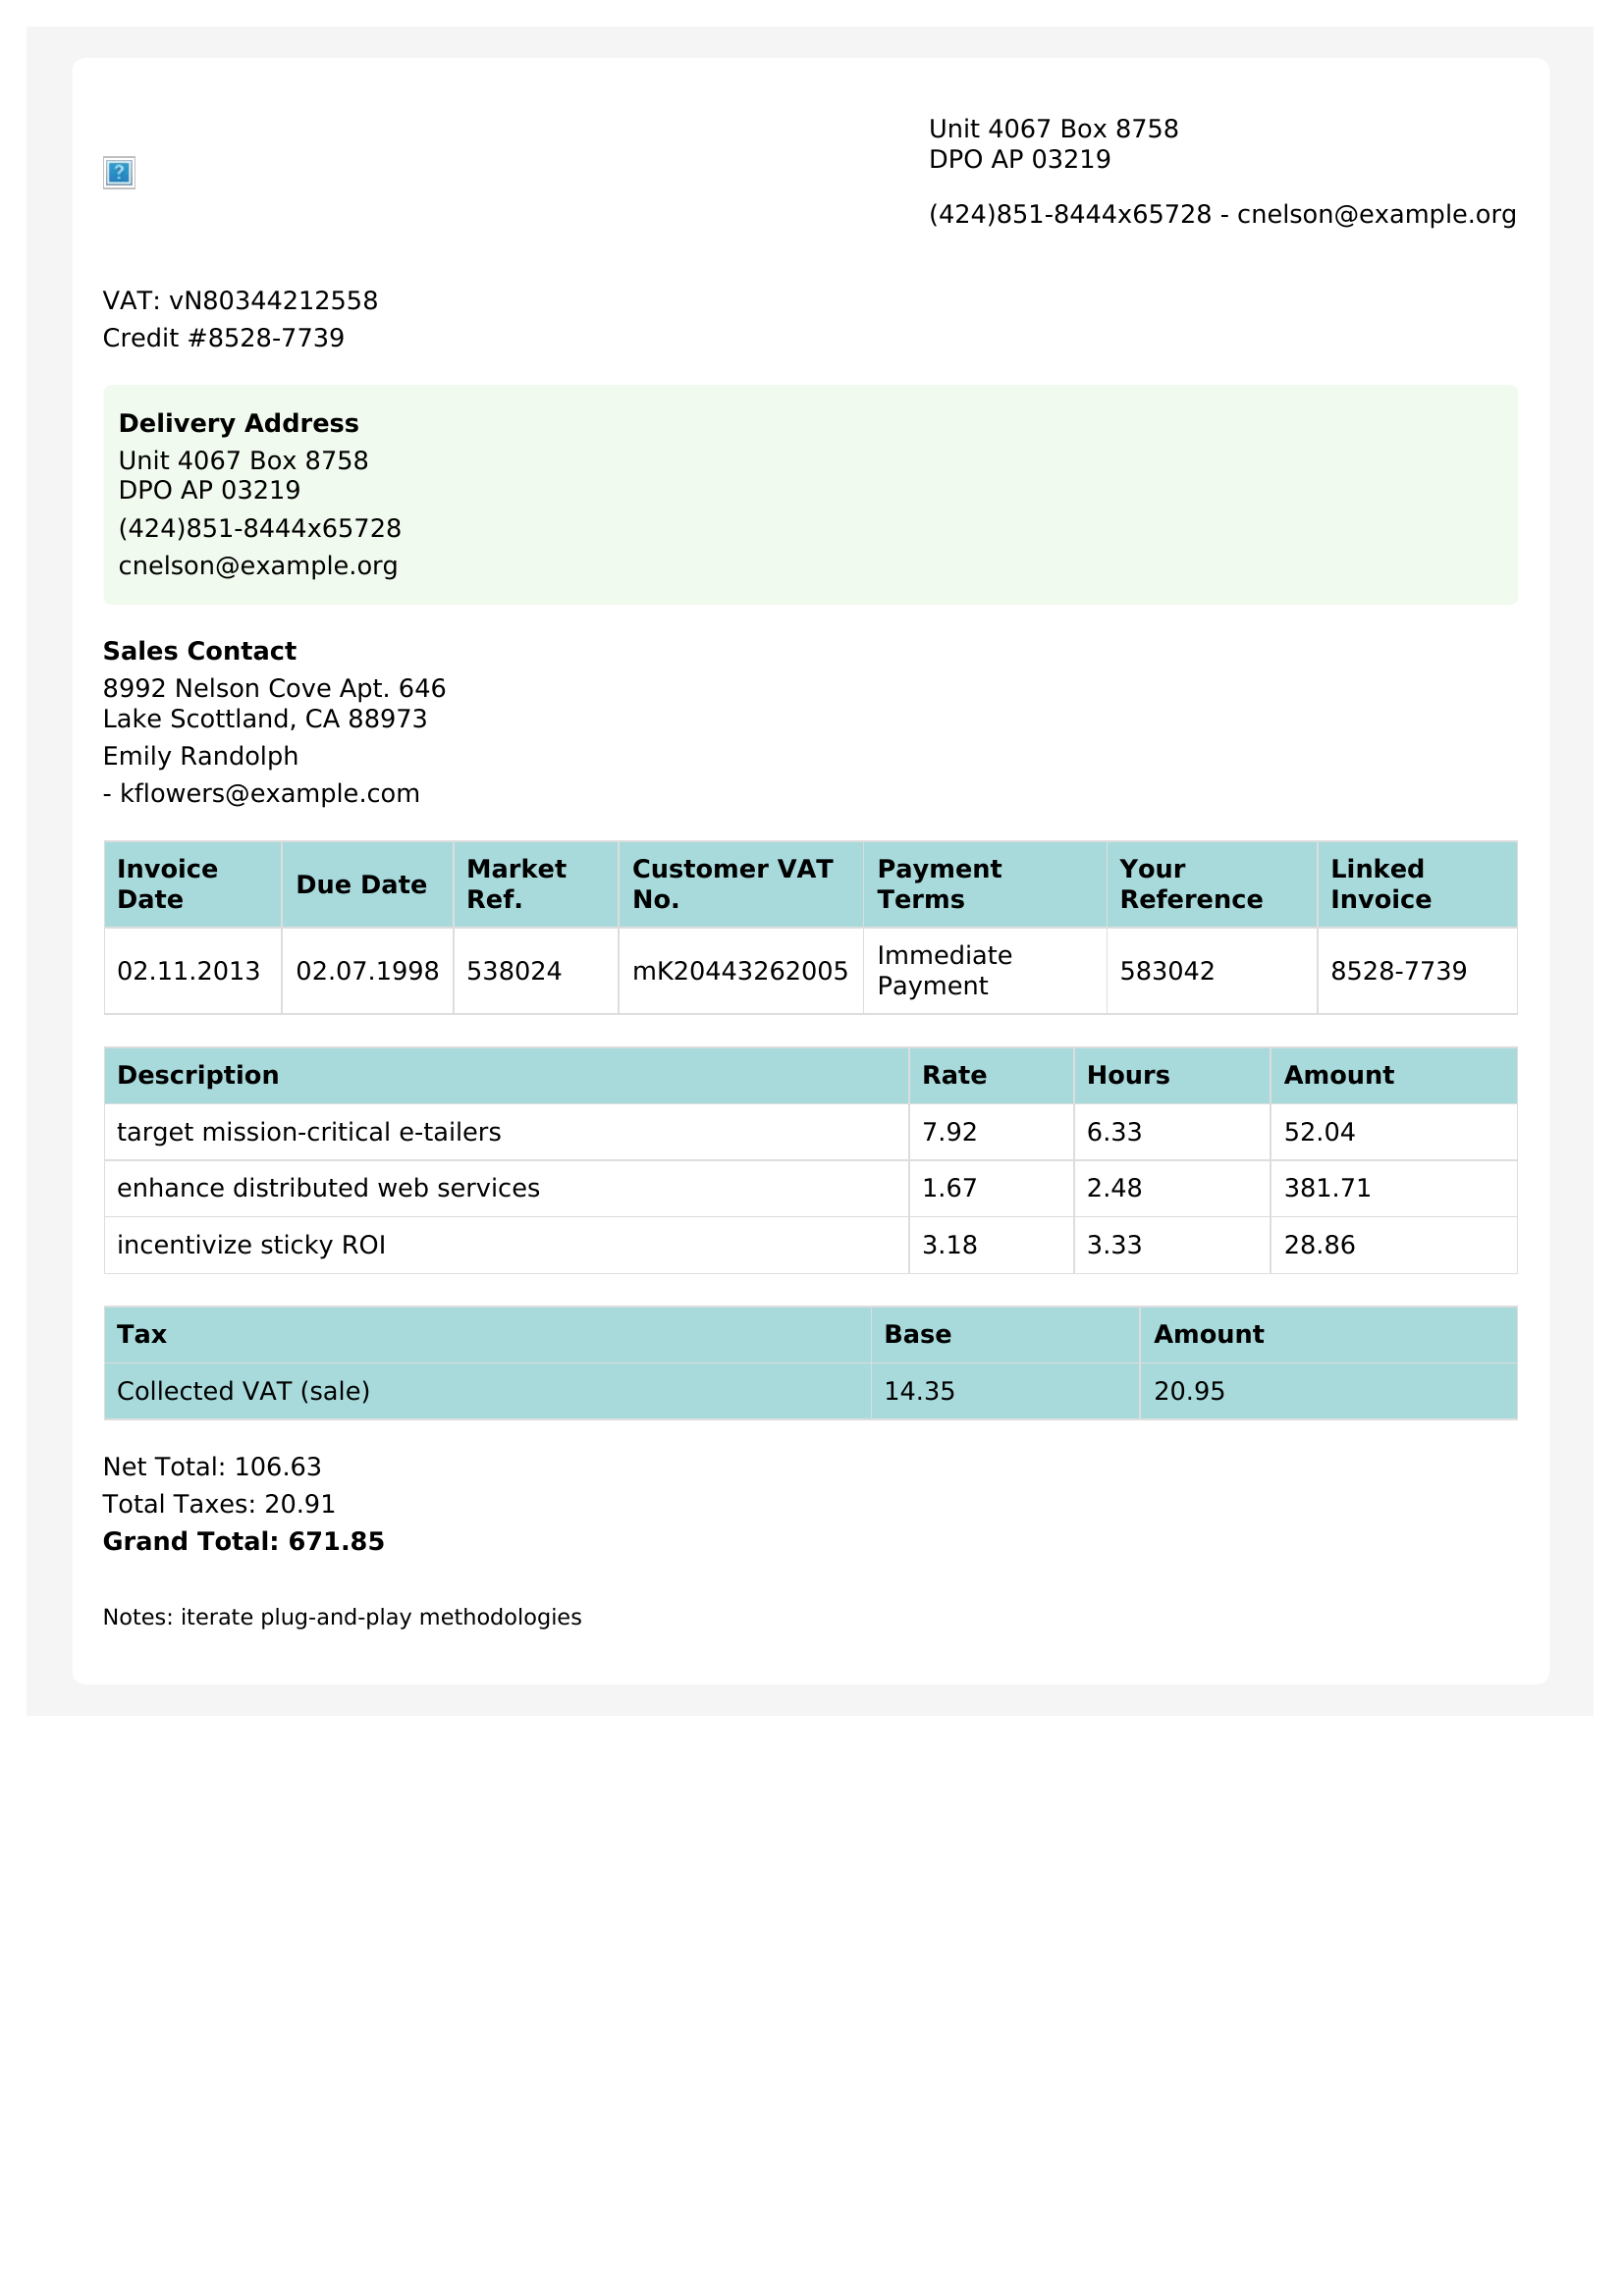 Unit 4067 Box 8758
DPO AP 03219
(424)851-8444x65728 - cnelson@example.org
VAT: vN80344212558
Credit #8528-7739
Delivery Address
Unit 4067 Box 8758
DPO AP 03219
(424)851-8444x65728
cnelson@example.org
Sales Contact
8992 Nelson Cove Apt. 646
Lake Scottland, CA 88973
Emily Randolph
- kflowers@example.com
Invoice Date Due Date Market Ref. Customer VAT No. Payment Terms Your Reference Linked Invoice
02.11.2013 02.07.1998 538024 mK20443262005 Immediate Payment 583042 8528-7739
Description Rate Hours Amount
target mission-critical e-tailers 7.92 6.33 52.04
enhance distributed web services 1.67 2.48 381.71
incentivize sticky ROI 3.18 3.33 28.86
Tax Base Amount
Collected VAT (sale) 14.35 20.95
Net Total: 106.63
Total Taxes: 20.91
Grand Total: 671.85
Notes: iterate plug-and-play methodologies